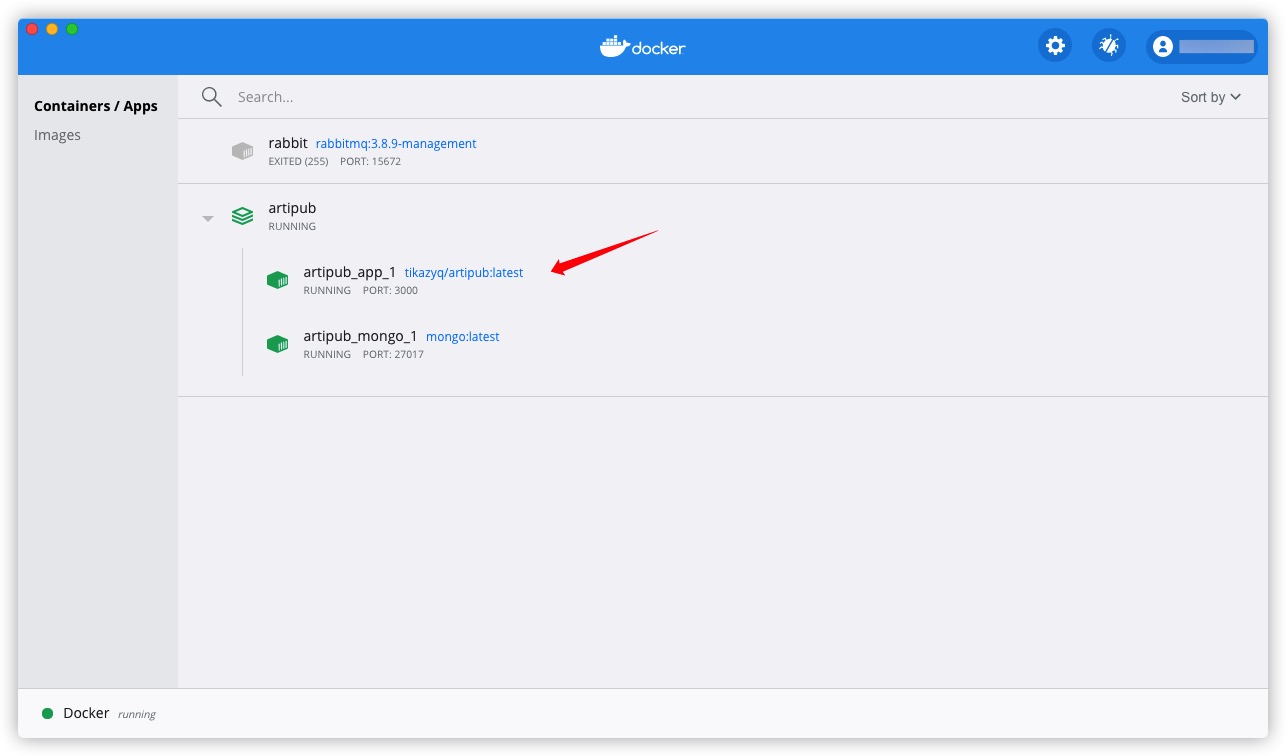 docker
Containers / Apps
Images
Search...
Sort by
rabbit rabbitmq:3.8.9-management
EXITED (255) PORT: 15672
artipub
RUNNING
artipub_app_1 tikazyq/artipub:latest
RUNNING PORT: 3000
artipub_mongo_1 mongo:latest
RUNNING PORT: 27017
Docker running